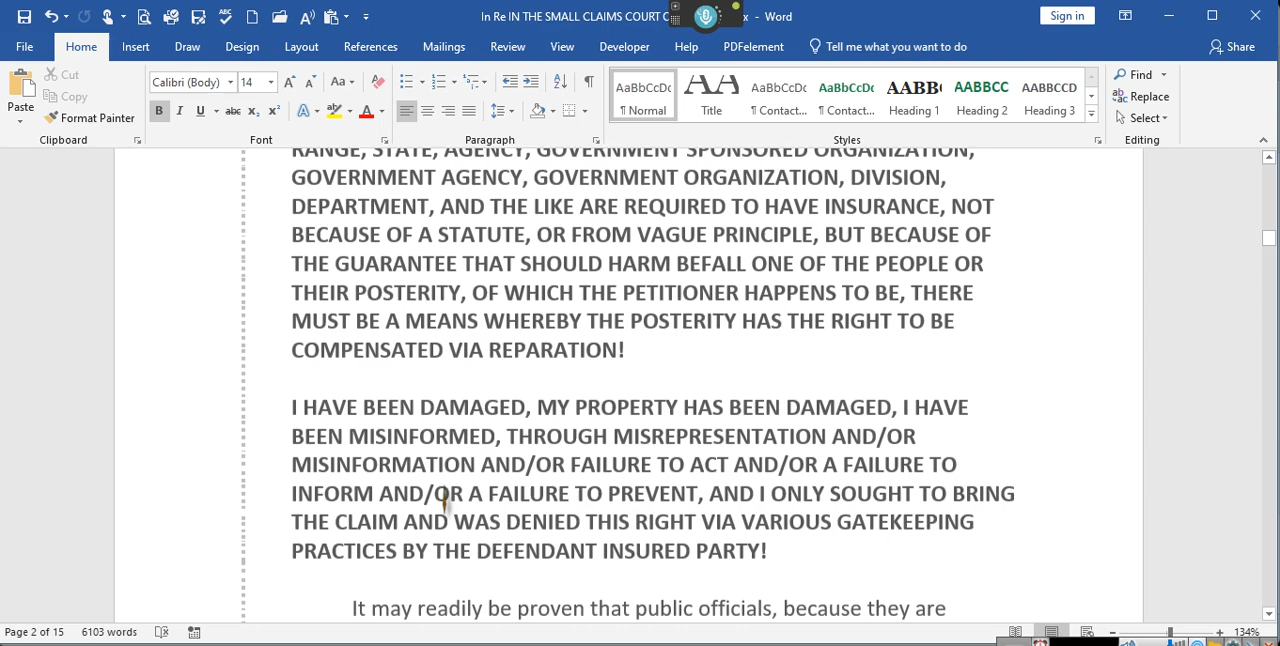 In Re IN THE SMALL CLAIMS COURT
x - Word
Sign in
File
Home
Insert
Draw
Design
Layout
References
Mailings
Review
View
Developer
Help
PDFelement
Tell me what you want to do
Share
Paste
Cut
Copy
Format Painter
Clipboard
Calibri (Body)
14
Font
Paragraph
AaBbCcDc
¶ Normal
AA
Title
AaBbCcDc
¶ Contact...
AaBbCcDc
¶ Contact...
AABB
Heading 1
AABBCC
Heading 2
AABBCCD
Heading 3
Styles
Find
Replace
Select
Editing
RANGE, STATE, AGENCY, GOVERNMENT SPONSORED ORGANIZATION,
GOVERNMENT AGENCY, GOVERNMENT ORGANIZATION, DIVISION,
DEPARTMENT, AND THE LIKE ARE REQUIRED TO HAVE INSURANCE, NOT
BECAUSE OF A STATUTE, OR FROM VAGUE PRINCIPLE, BUT BECAUSE OF
THE GUARANTEE THAT SHOULD HARM BEFALL ONE OF THE PEOPLE OR
THEIR POSTERITY, OF WHICH THE PETITIONER HAPPENS TO BE, THERE
MUST BE A MEANS WHEREBY THE POSTERITY HAS THE RIGHT TO BE
COMPENSATED VIA REPARATION!
I HAVE BEEN DAMAGED, MY PROPERTY HAS BEEN DAMAGED, I HAVE
BEEN MISINFORMED, THROUGH MISREPRESENTATION AND/OR
MISINFORMATION AND/OR FAILURE TO ACT AND/OR A FAILURE TO
INFORM AND/OR A FAILURE TO PREVENT, AND I ONLY SOUGHT TO BRING
THE CLAIM AND WAS DENIED THIS RIGHT VIA VARIOUS GATEKEEPING
PRACTICES BY THE DEFENDANT INSURED PARTY!
It may readily be proven that public officials, because they are
Page 2 of 15
6103 words
134%